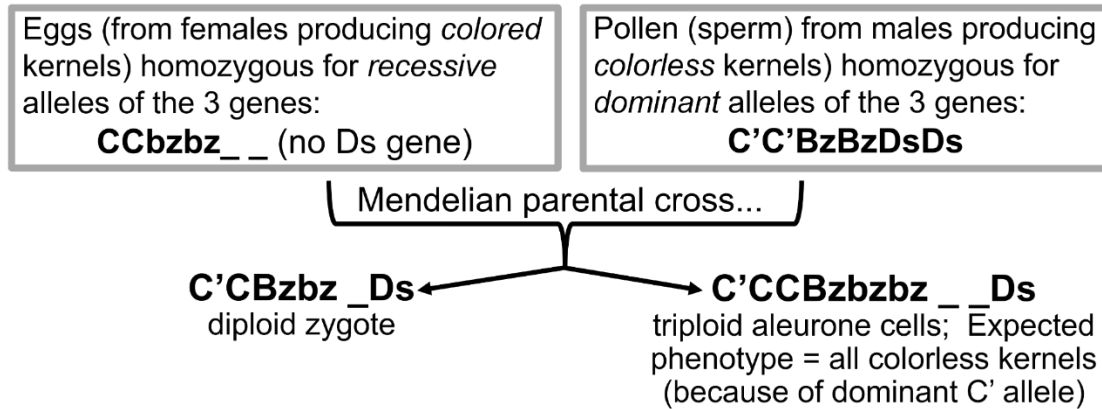 Eggs (from females producing colored
kernels) homozygous for recessive
alleles of the 3 genes:
CCbzbz_ _ (no Ds gene)
Pollen (sperm) from males producing
colorless kernels) homozygous for
dominant alleles of the 3 genes:
C’C’BzBzDsDs
Mendelian parental cross...
C’CBzbz _Ds
diploid zygote
C’CCBzbzbz _ _Ds
triploid aleurone cells; Expected
phenotype = all colorless kernels
(because of dominant C’ allele)